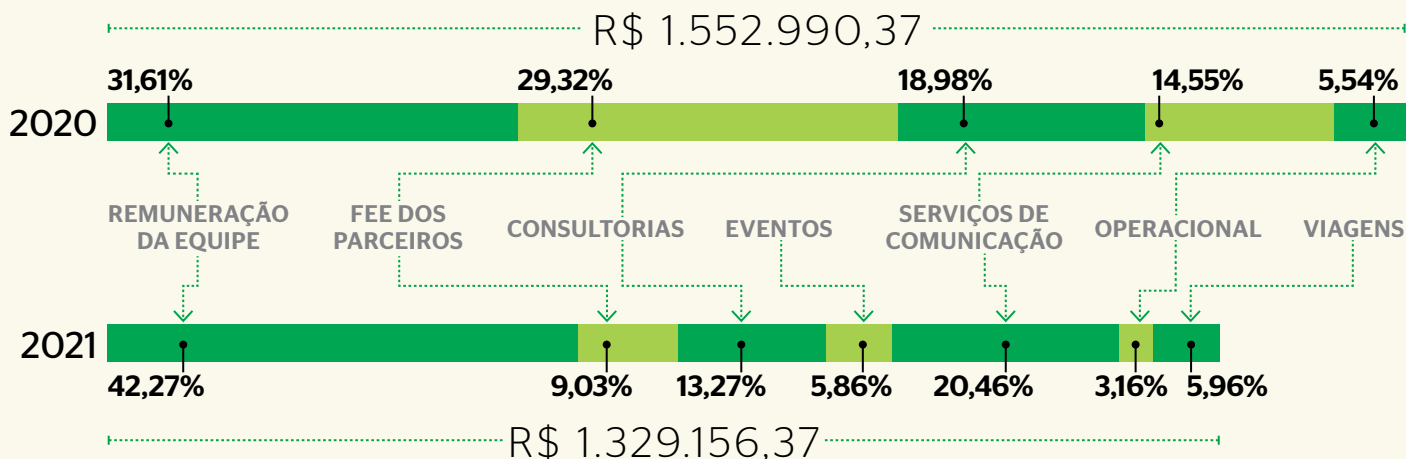 R$ 1.552.990,37
31,61% 29,32% 18,98% 14,55% 5,54%
2020
REMUNERAÇÃO
DA EQUIPE
FEE DOS
PARCEIROS
CONSULTORIAS
EVENTOS
SERVIÇOS DE
COMUNICAÇÃO
OPERACIONAL
VIAGENS
2021
42,27% 9,03% 13,27% 5,86% 20,46% 3,16% 5,96%
R$ 1.329.156,37